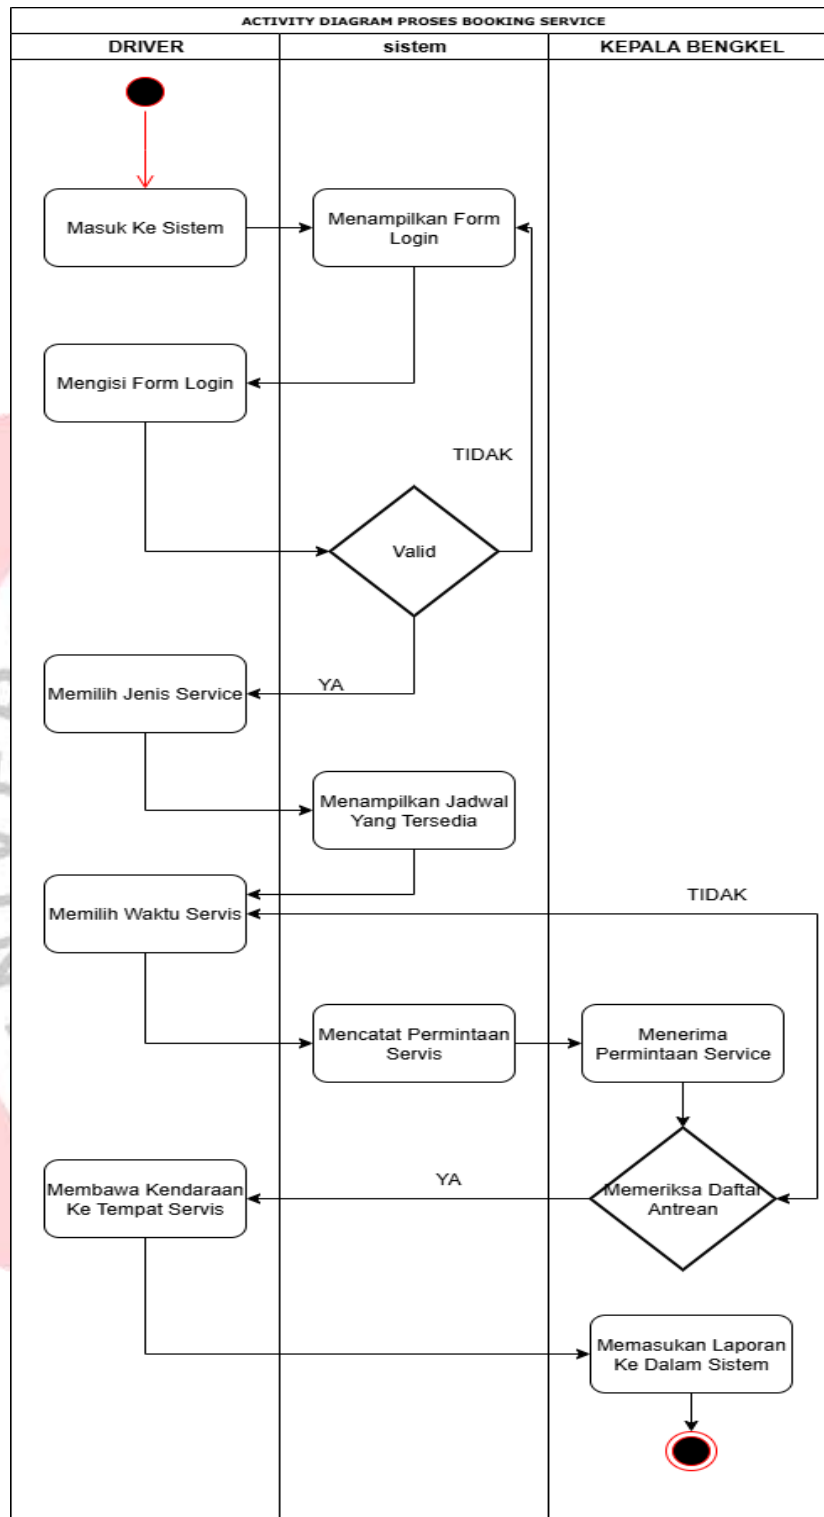 ACTIVITY DIAGRAM PROSES BOOKING SERVICE
DRIVER
sistem
KEPALA BENGKEL
Masuk Ke Sistem
Menampilkan Form
Login
Mengisi Form Login
TIDAK
Valid
Memilih Jenis Service
YA
Menampilkan Jadwal
Yang Tersedia
Memilih Waktu Servis
TIDAK
Mencatat Permintaan
Servis
Menerima
Permintaan Service
Membawa Kendaraan
Ke Tempat Servis
YA
Memeriksa Daftar
Antrean
Memasukan Laporan
Ke Dalam Sistem